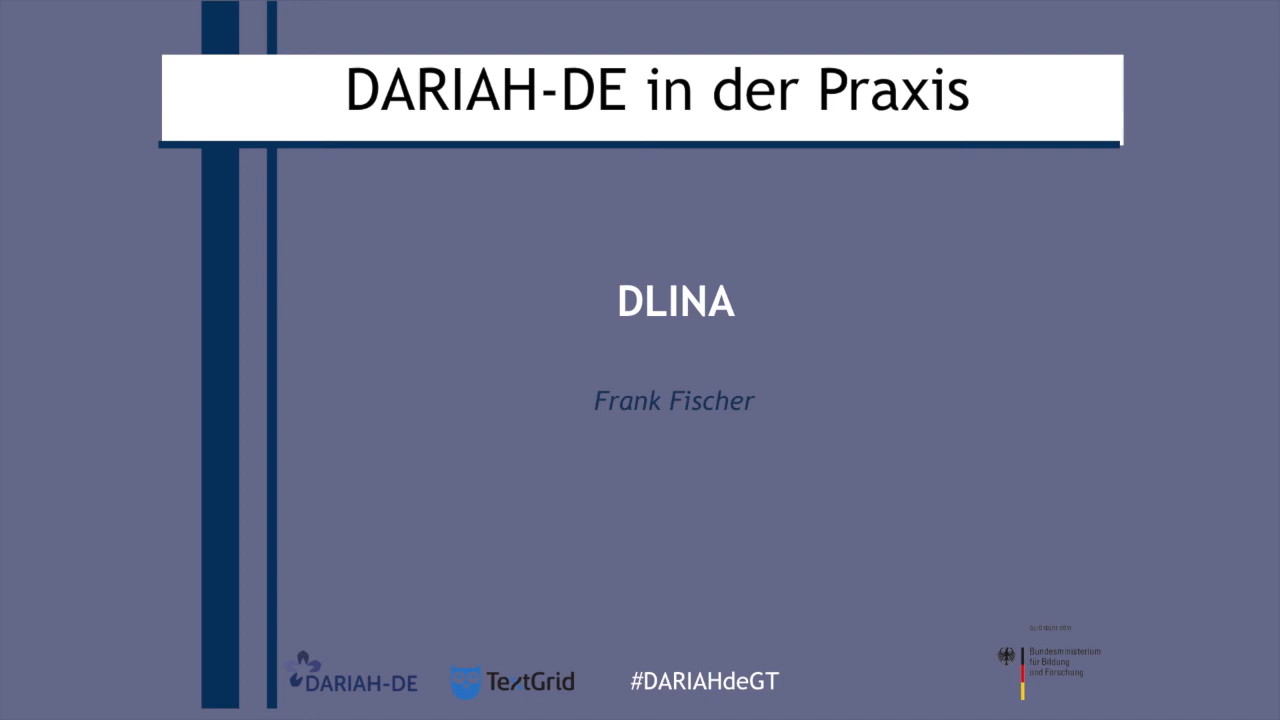 DARIAH-DE in der Praxis
DLINA
Frank Fischer
DARIAH-DE
TextGrid
#DARIAHdeGT
Bundesministerium
für Bildung
und Forschung